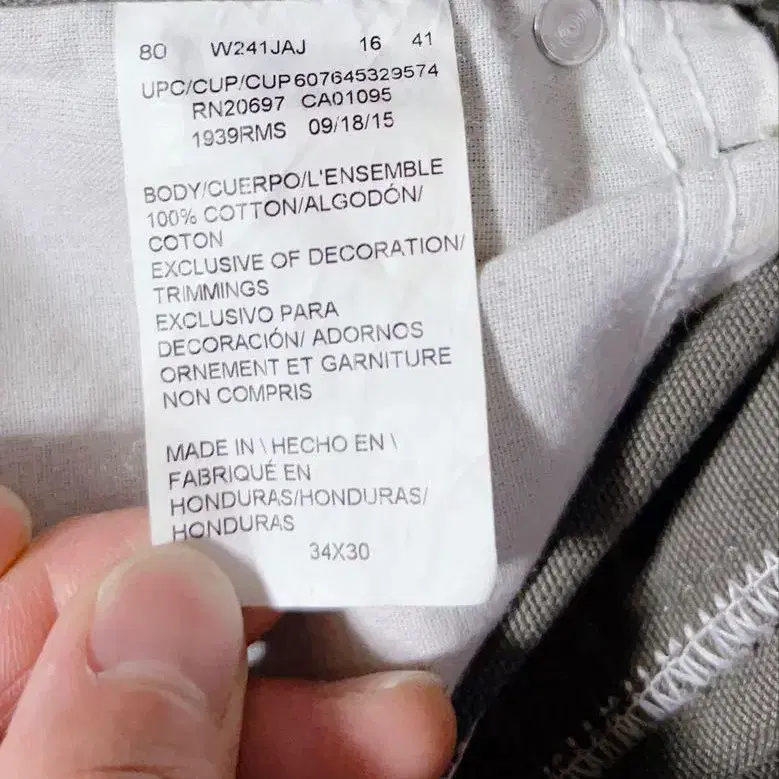 80 W241JAJ 16 41
UPC/CUP/CUP 607645329574
RN20697 CA01095
1939RMS 09/18/15
BODY/CUERPO/L'ENSEMBLE
100% COTTON/ALGODÓN/
COTON
EXCLUSIVE OF DECORATION/
TRIMMINGS
EXCLUSIVO PARA
DECORACIÓN/ ADORNOS
ORNEMENT ET GARNITURE
NON COMPRIS
MADE IN \ HECHO EN \
FABRIQUÉ EN
HONDURAS/HONDURAS/
HONDURAS
34X30